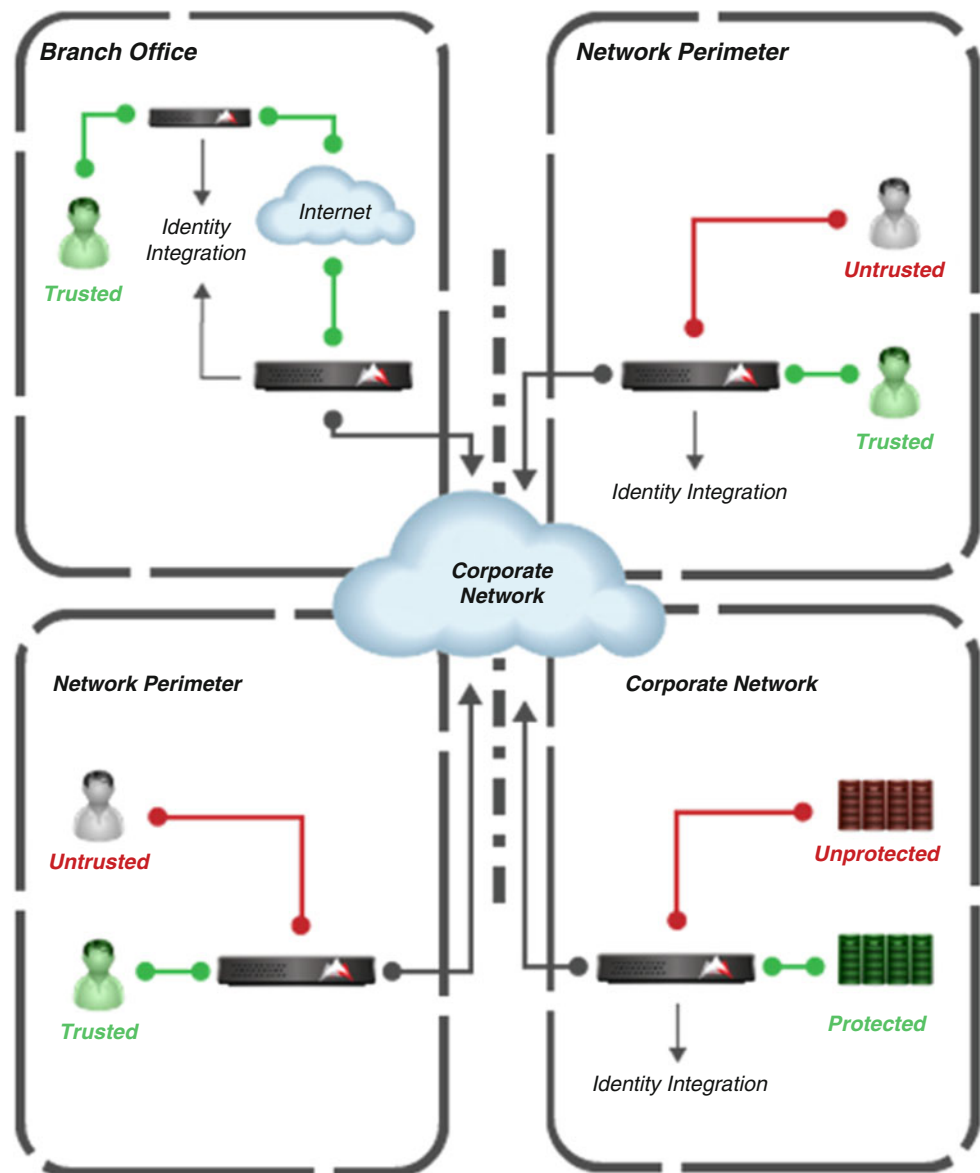 Branch Office
Internet
Identity
Integration
Trusted
Network Perimeter
Untrusted
Trusted
Identity Integration
Corporate
Network
Network Perimeter
Untrusted
Trusted
Corporate Network
Unprotected
Protected
Identity Integration